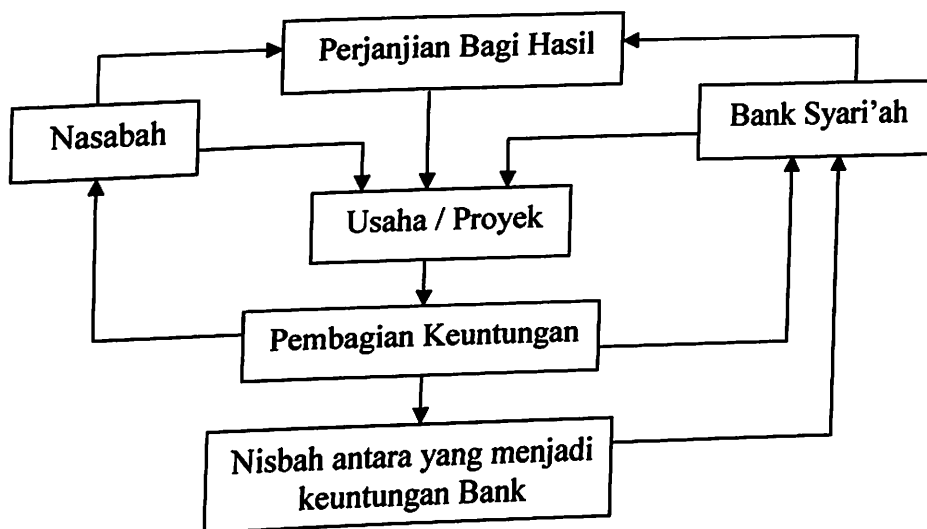 Perjanjian Bagi Hasil
Nasabah
Bank Syari'ah
Usaha / Proyek
Pembagian Keuntungan
Nisbah antara yang menjadi
keuntungan Bank